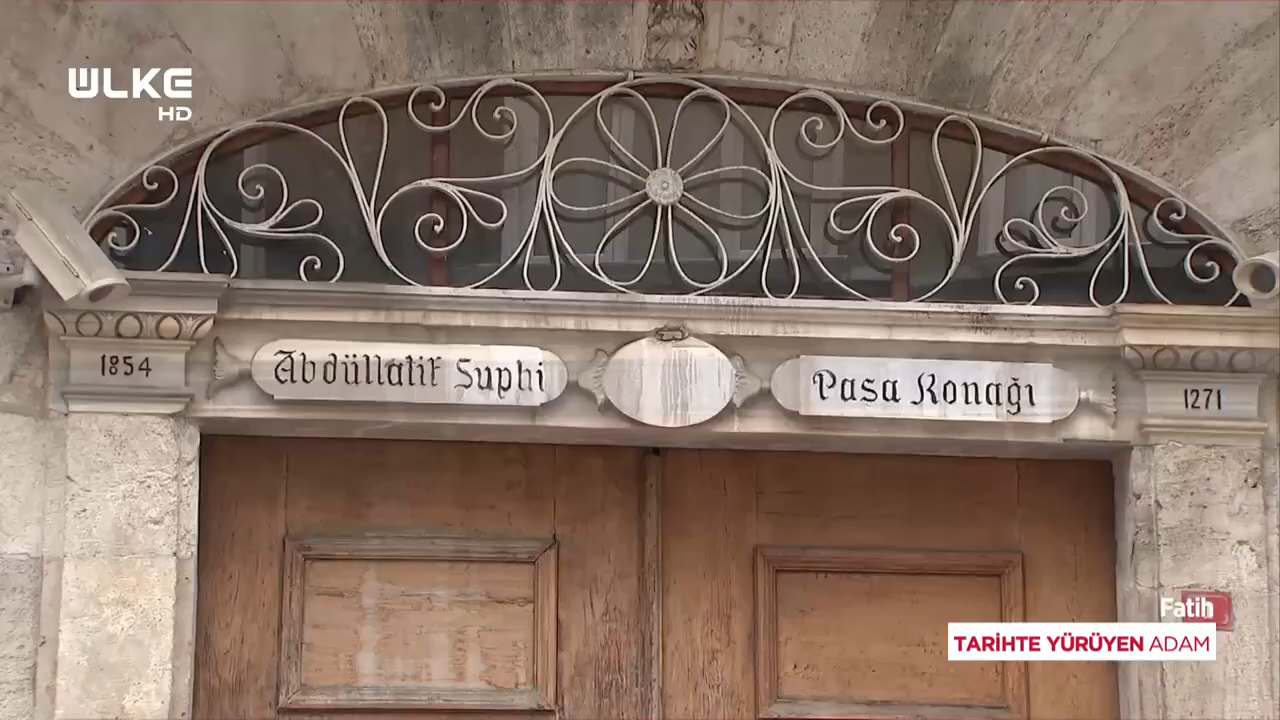 ÜLKE
HD
1854
Abdüllatif Suphi
Paşa Konağı
1271
Fatih
TARİHTE YÜRÜYEN ADAM